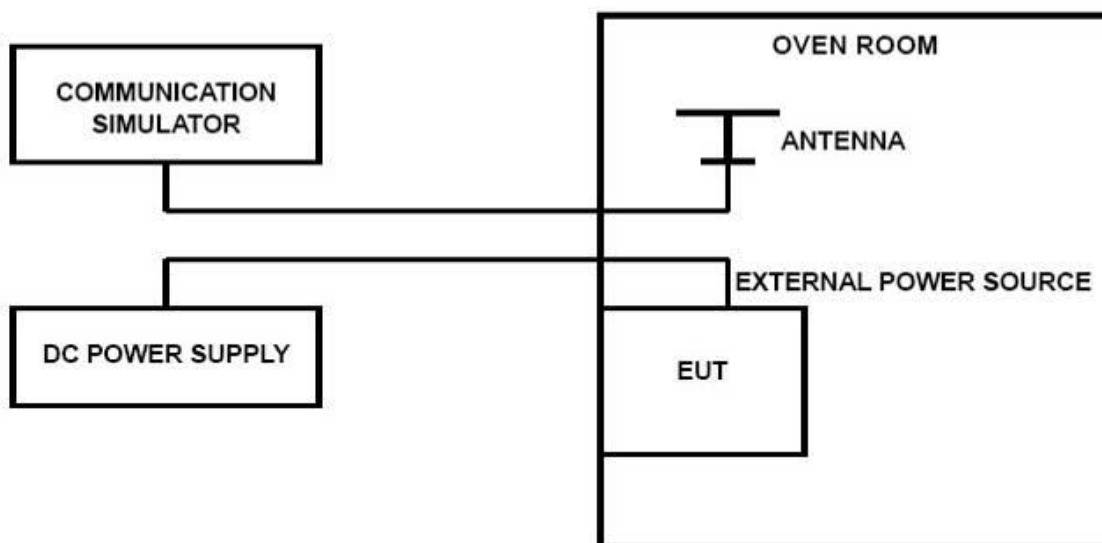 OVEN ROOM
COMMUNICATION
SIMULATOR
ANTENNA
EXTERNAL POWER SOURCE
DC POWER SUPPLY
EUT